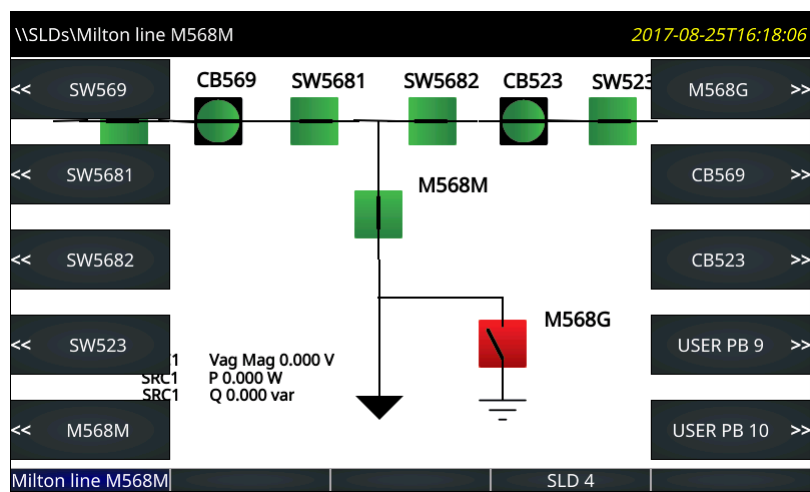 \\SLDs\Milton line M568M
2017-08-25T16:18:06
<< SW569
CB569
SW5681
SW5682
CB523
SW523
M568G >>
<< SW5681
M568M
CB569 >>
<< SW5682
CB523 >>
M568G
<< SW523
USER PB 9 >>
1 Vag Mag 0.000 V
SRC1 P 0.000 W
SRC1 Q 0.000 var
<< M568M
USER PB 10 >>
Milton line M568M
SLD 4